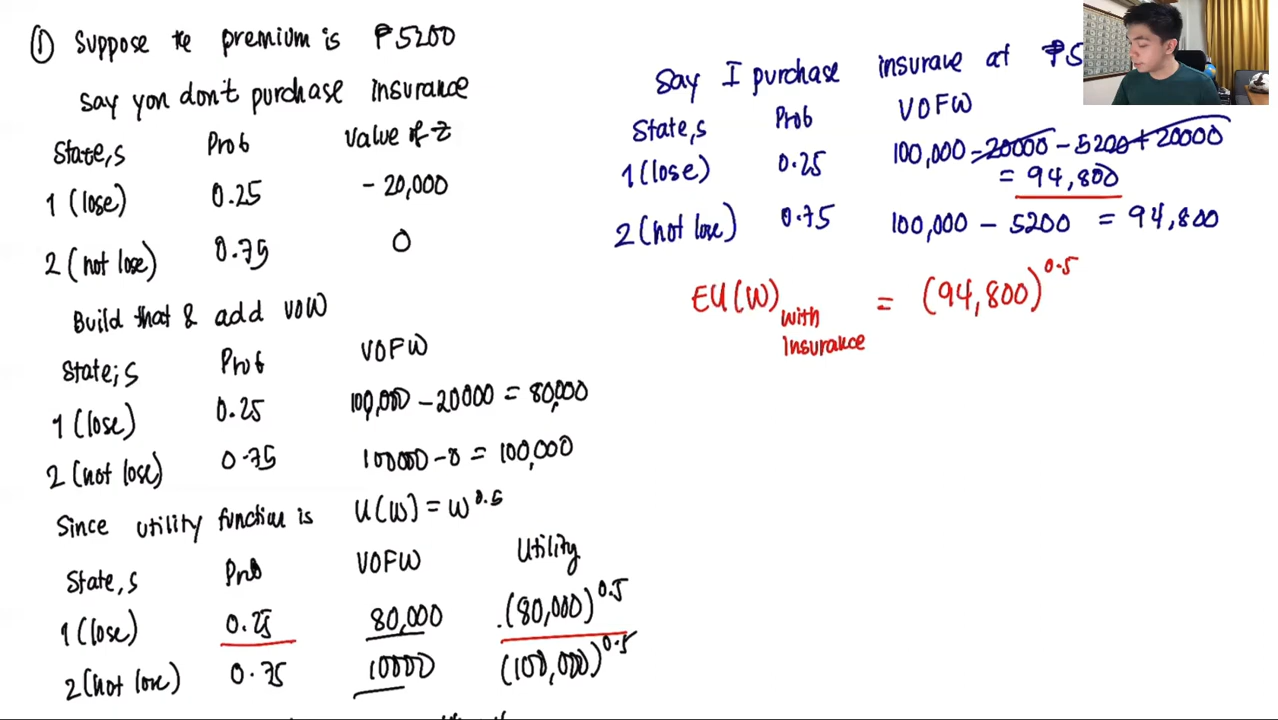 ① Suppose the premium is ₱5200
Say you don't purchase insurance
State,s Prob Value of z
1 (lose) 0.25 - 20,000
2 (not lose) 0.75 0
Build that & add VOW
State,s Prob VOFW
1 (lose) 0.25 100,000 - 20000 = 80,000
2 (not lose) 0.75 100000 - 0 = 100,000
Since utility function is U(W) = W^0.5
State,s Prob VOFW Utility
1 (lose) 0.25 80,000 (80,000)^0.5
2 (not lose) 0.75 10000 (100,000)^0.5
Say I purchase insurance at ₱5
State,s Prob VOFW
1 (lose) 0.25 100,000 - 20000 - 5200 + 20000
= 94,800
2 (not lose) 0.75 100,000 - 5200 = 94,800
EU(W) with insurance = (94,800)^0.5